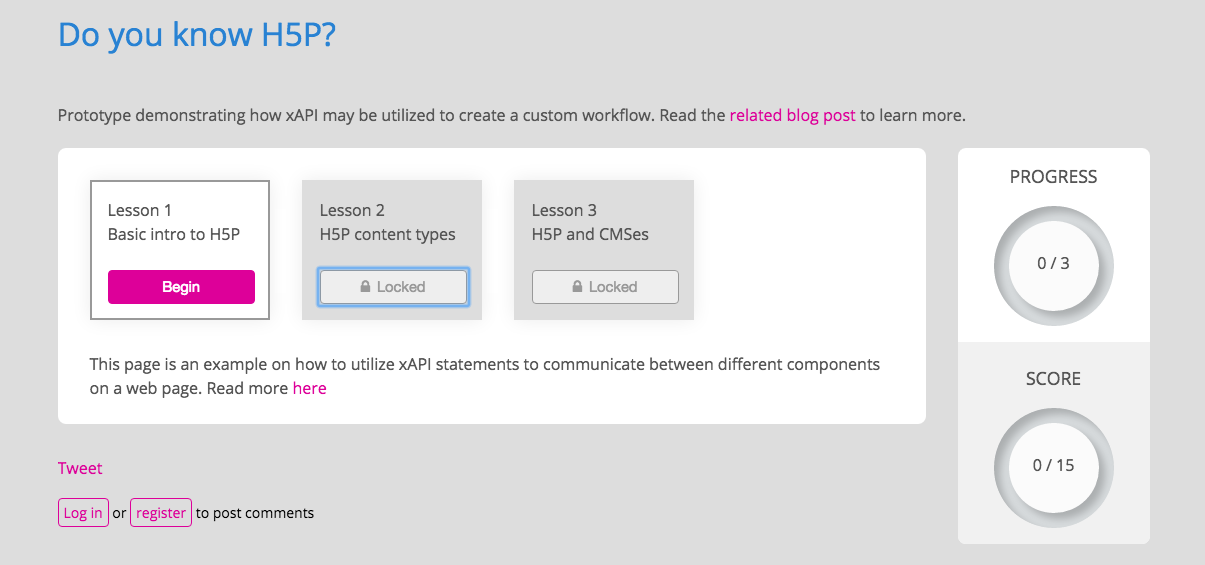 Do you know H5P?
Prototype demonstrating how xAPI may be utilized to create a custom workflow. Read the related blog post to learn more.
Lesson 1
Basic intro to H5P
Begin
Lesson 2
H5P content types
Locked
Lesson 3
H5P and CMSes
Locked
This page is an example on how to utilize xAPI statements to communicate between different components
on a web page. Read more here
PROGRESS
0 / 3
SCORE
0 / 15
Tweet
Log in or register to post comments